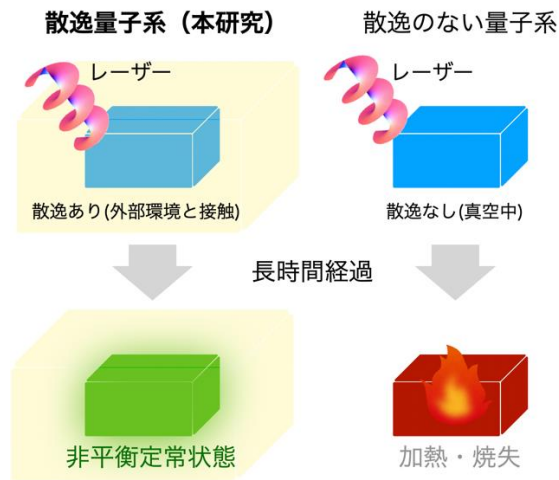 散逸量子系（本研究）
散逸のない量子系
レーザー
レーザー
散逸あり(外部環境と接触)
散逸なし(真空中)
長時間経過
非平衡定常状態
加熱・焼失